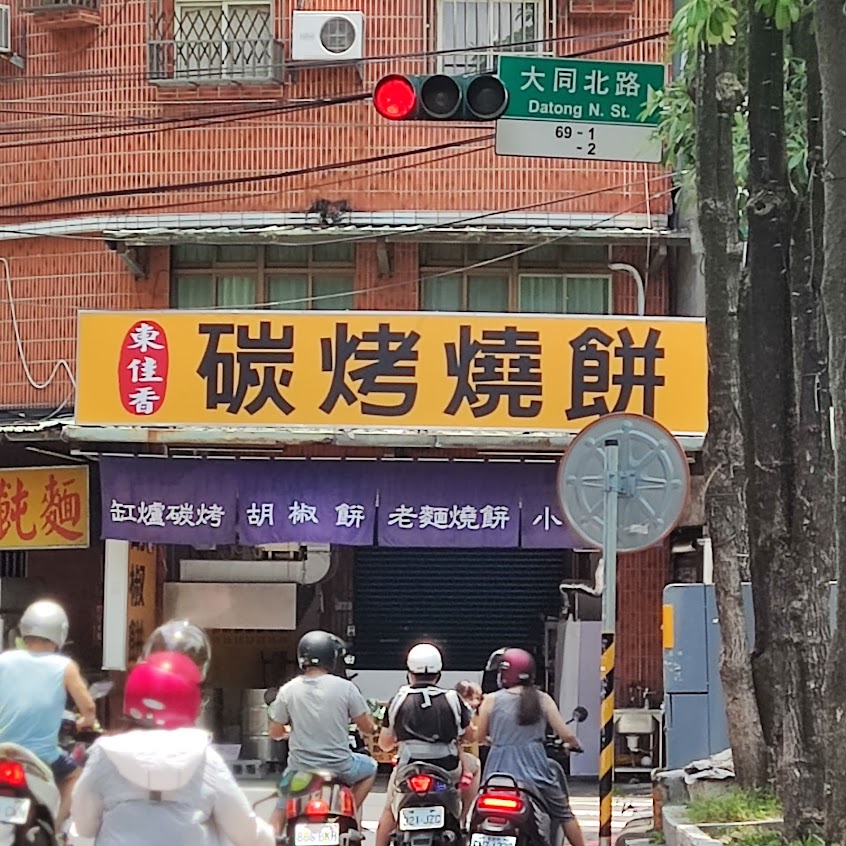 大同北路
Datong N. St.
69 - 1
- 2
東佳香
碳烤燒餅
飩麵
缸爐碳烤
胡椒餅
老麵燒餅
小
椒